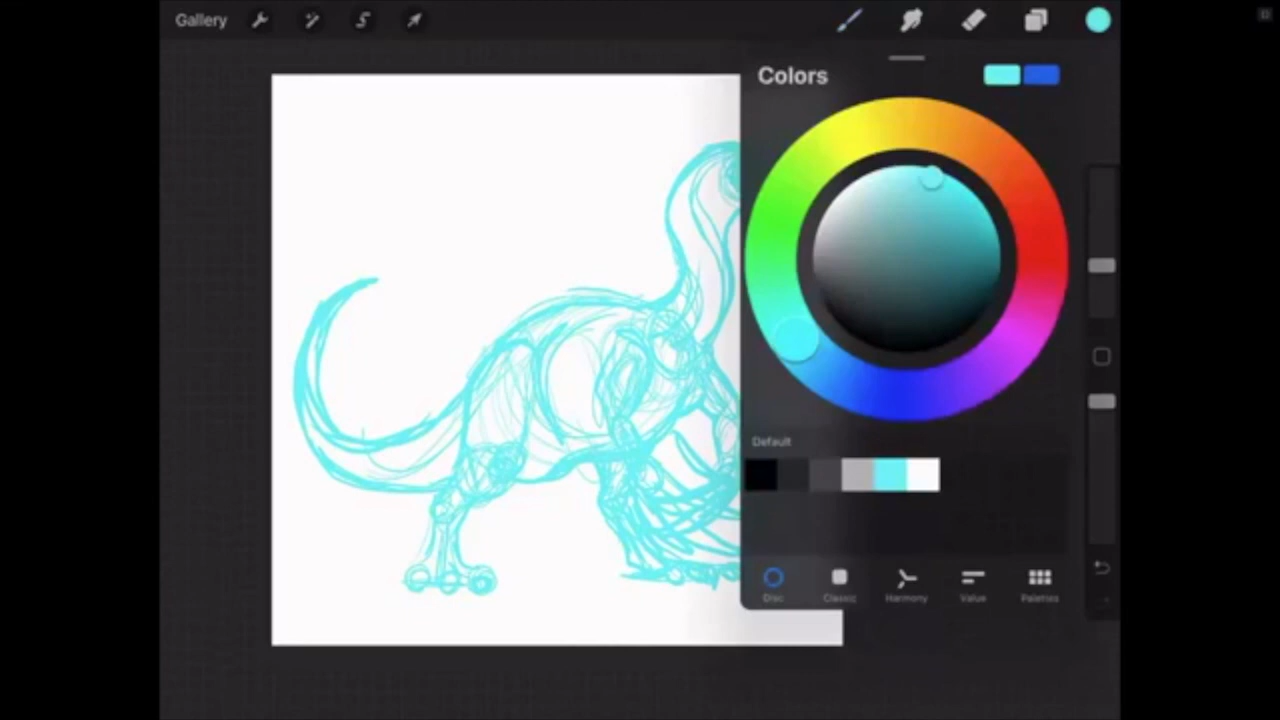 Gallery
Colors
Default
Disc
Classic
Harmony
Value
Palettes